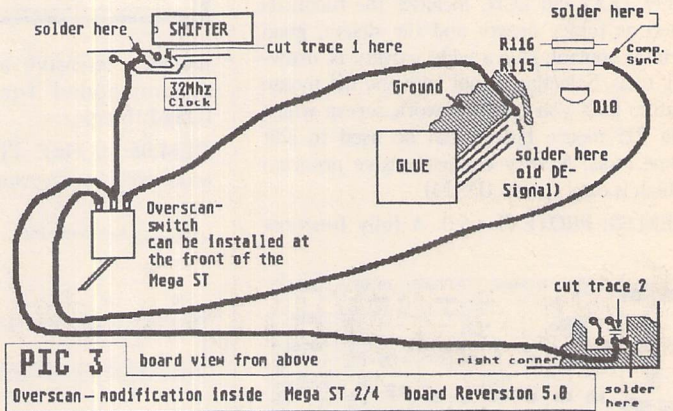 solder here
SHIFTER
cut trace 1 here
32Mhz
Clock
solder here
R116
R115
Comp.
Sync
D10
Ground
GLUE
solder here
old DE-
Signal)
Overscan-
switch
can be installed at
the front of the
Mega ST
cut trace 2
right corner
solder
here
PIC 3
board view from above
Overscan- modification inside Mega ST 2/4 board Reversion 5.0